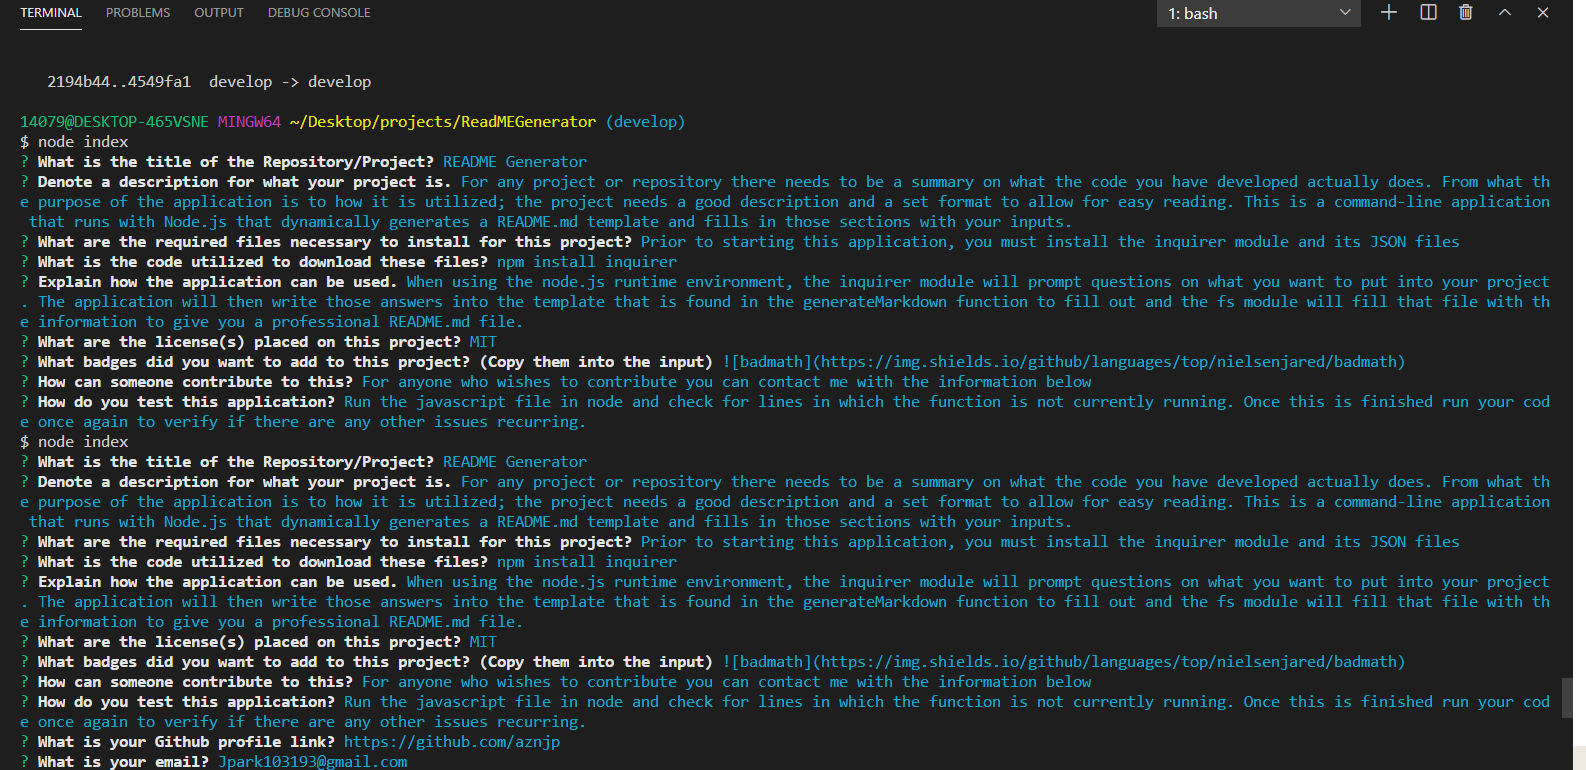 TERMINAL PROBLEMS OUTPUT DEBUG CONSOLE 1: bash
2194b44..4549fa1 develop -> develop
14079@DESKTOP-465VSNE MINGW64 ~/Desktop/projects/ReadMEGenerator (develop)
$ node index
? What is the title of the Repository/Project? README Generator
? Denote a description for what your project is. For any project or repository there needs to be a summary on what the code you have developed actually does. From what th
e purpose of the application is to how it is utilized; the project needs a good description and a set format to allow for easy reading. This is a command-line application
that runs with Node.js that dynamically generates a README.md template and fills in those sections with your inputs.
? What are the required files necessary to install for this project? Prior to starting this application, you must install the inquirer module and its JSON files
? What is the code utilized to download these files? npm install inquirer
? Explain how the application can be used. When using the node.js runtime environment, the inquirer module will prompt questions on what you want to put into your project
. The application will then write those answers into the template that is found in the generateMarkdown function to fill out and the fs module will fill that file with th
e information to give you a professional README.md file.
? What are the license(s) placed on this project? MIT
? What badges did you want to add to this project? (Copy them into the input) ![badmath](https://img.shields.io/github/languages/top/nielsenjared/badmath)
? How can someone contribute to this? For anyone who wishes to contribute you can contact me with the information below
? How do you test this application? Run the javascript file in node and check for lines in which the function is not currently running. Once this is finished run your cod
e once again to verify if there are any other issues recurring.
$ node index
? What is the title of the Repository/Project? README Generator
? Denote a description for what your project is. For any project or repository there needs to be a summary on what the code you have developed actually does. From what th
e purpose of the application is to how it is utilized; the project needs a good description and a set format to allow for easy reading. This is a command-line application
that runs with Node.js that dynamically generates a README.md template and fills in those sections with your inputs.
? What are the required files necessary to install for this project? Prior to starting this application, you must install the inquirer module and its JSON files
? What is the code utilized to download these files? npm install inquirer
? Explain how the application can be used. When using the node.js runtime environment, the inquirer module will prompt questions on what you want to put into your project
. The application will then write those answers into the template that is found in the generateMarkdown function to fill out and the fs module will fill that file with th
e information to give you a professional README.md file.
? What are the license(s) placed on this project? MIT
? What badges did you want to add to this project? (Copy them into the input) ![badmath](https://img.shields.io/github/languages/top/nielsenjared/badmath)
? How can someone contribute to this? For anyone who wishes to contribute you can contact me with the information below
? How do you test this application? Run the javascript file in node and check for lines in which the function is not currently running. Once this is finished run your cod
e once again to verify if there are any other issues recurring.
? What is your Github profile link? https://github.com/aznjp
? What is your email? Jpark103193@gmail.com